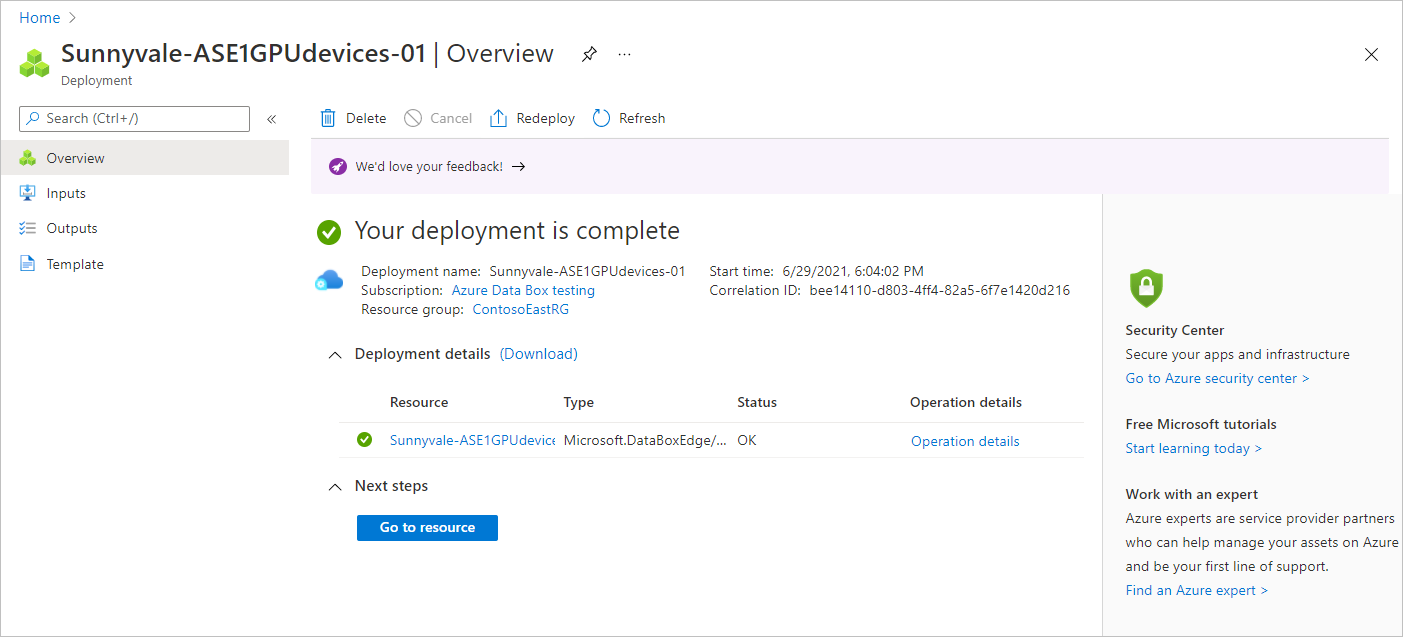 Home
Sunnyvale-ASE1GPUdevices-01 | Overview
Deployment
Search (Ctrl+/)
Delete
Cancel
Redeploy
Refresh
Overview
Inputs
Outputs
Template
We'd love your feedback! →
Your deployment is complete
Deployment name: Sunnyvale-ASE1GPUdevices-01
Subscription: Azure Data Box testing
Resource group: ContosoEastRG
Start time: 6/29/2021, 6:04:02 PM
Correlation ID: bee14110-d803-4ff4-82a5-6f7e1420d216
Deployment details (Download)
Resource Type Status Operation details
Sunnyvale-ASE1GPUdevice Microsoft.DataBoxEdge/... OK Operation details
Next steps
Go to resource
Security Center
Secure your apps and infrastructure
Go to Azure security center >
Free Microsoft tutorials
Start learning today >
Work with an expert
Azure experts are service provider partners
who can help manage your assets on Azure
and be your first line of support.
Find an Azure expert >